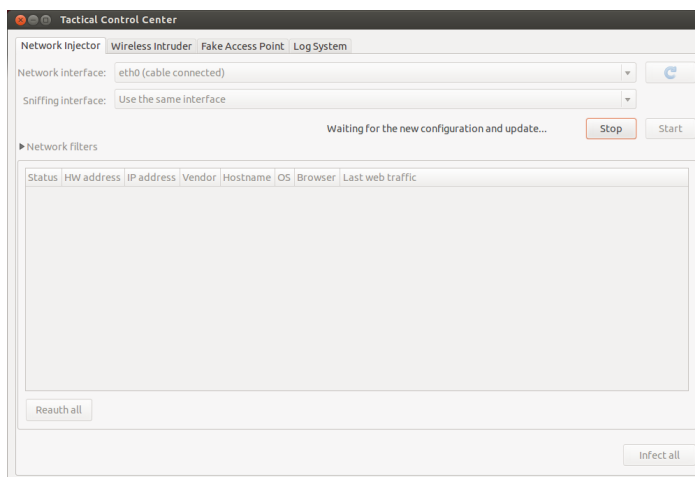 Tactical Control Center
Network Injector Wireless Intruder Fake Access Point Log System
Network interface: eth0 (cable connected)
Sniffing interface: Use the same interface
Waiting for the new configuration and update... Stop Start
Network filters
Status HW address IP address Vendor Hostname OS Browser Last web traffic
Reauth all
Infect all